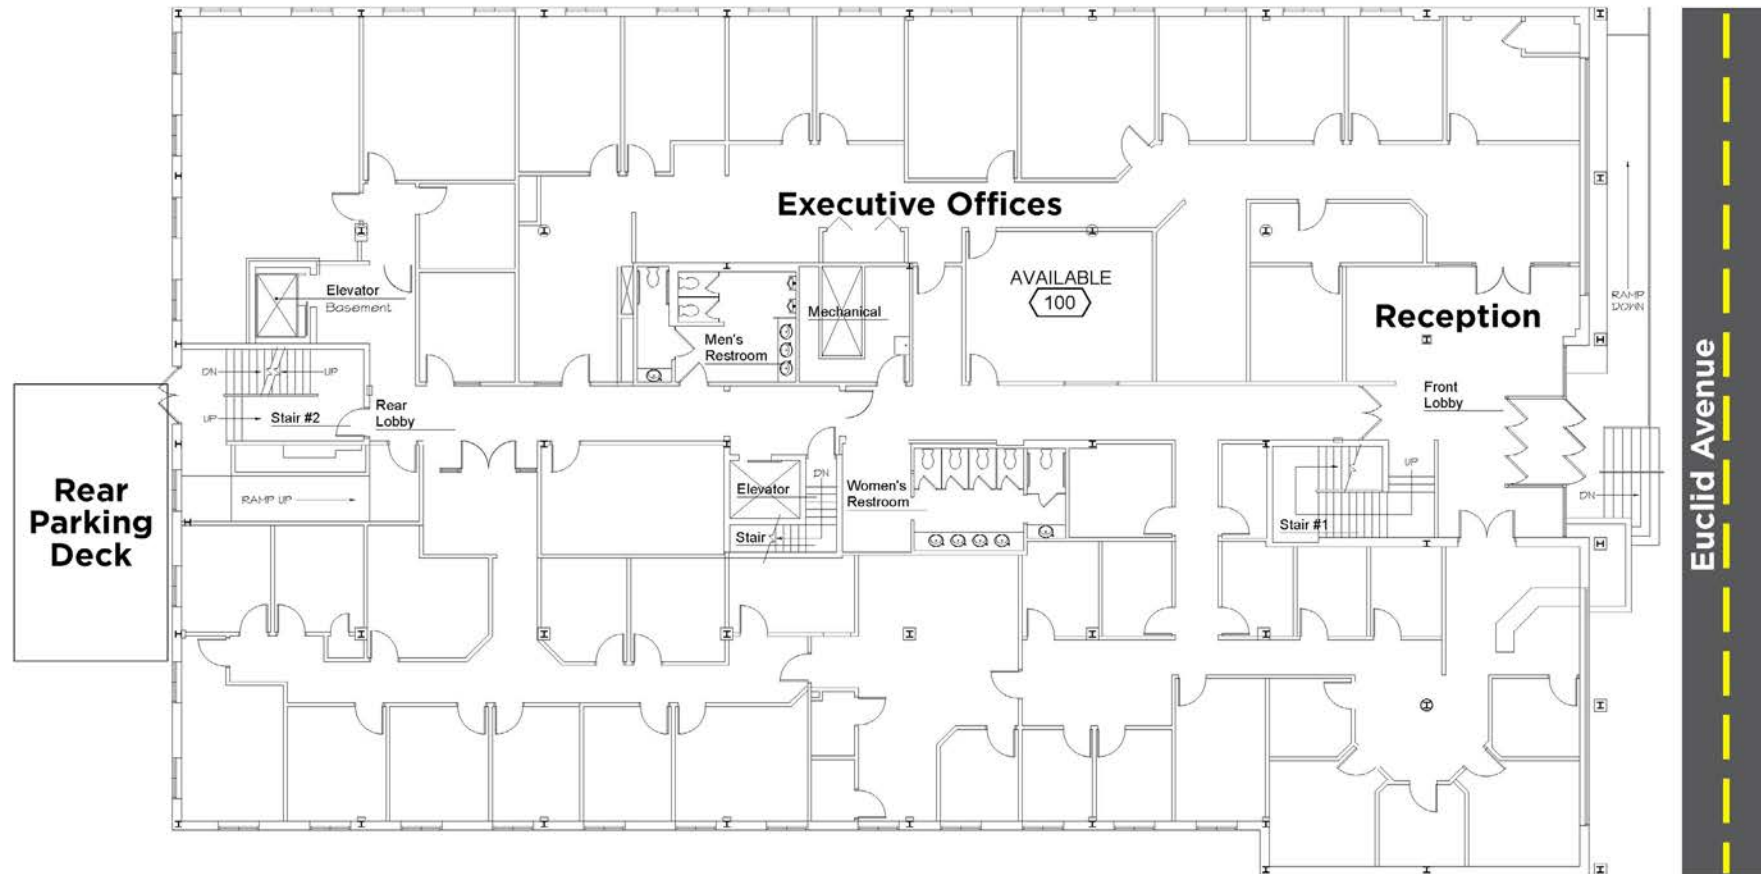 Executive Offices
AVAILABLE
100
Elevator
Basement
Mechanical
Men's
Restroom
Reception
RAMP
DOWN
DN
UP
UP
Stair #2
Rear
Lobby
Front
Lobby
Euclid Avenue
Rear
Parking
Deck
RAMP UP
Elevator
DN
Stair
Women's
Restroom
UP
Stair #1
DN